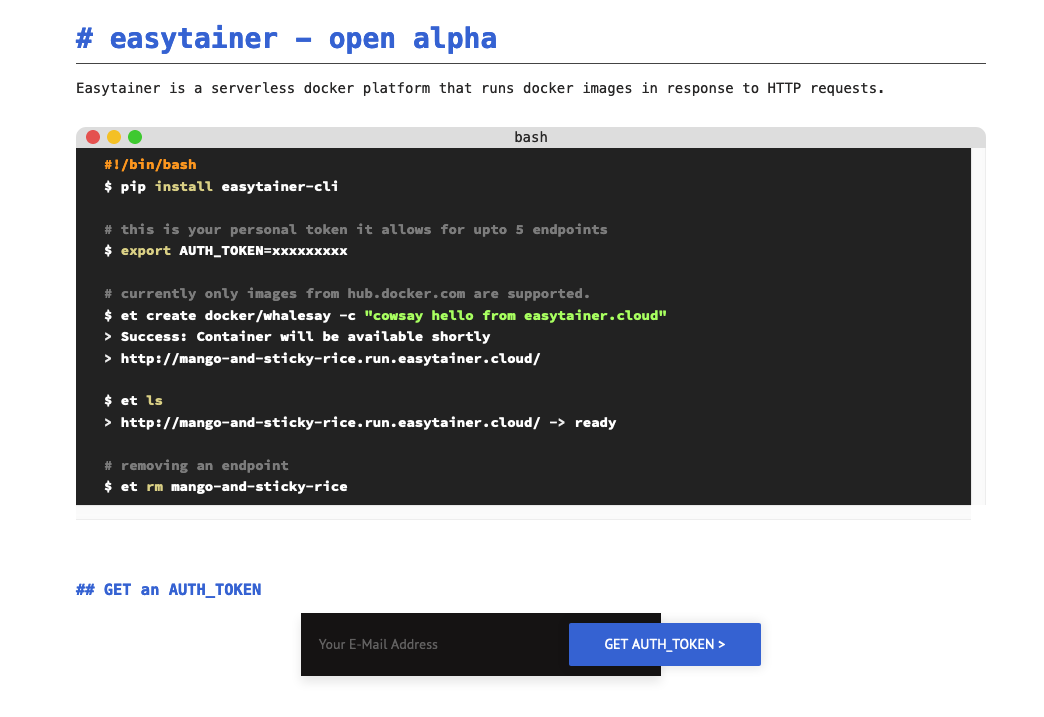 # easytainer - open alpha
Easytainer is a serverless docker platform that runs docker images in response to HTTP requests.
bash
#!/bin/bash
$ pip install easytainer-cli
# this is your personal token it allows for upto 5 endpoints
$ export AUTH_TOKEN=xxxxxxxxx
# currently only images from hub.docker.com are supported.
$ et create docker/whalesay -c "cowsay hello from easytainer.cloud"
> Success: Container will be available shortly
> http://mango-and-sticky-rice.run.easytainer.cloud/
$ et ls
> http://mango-and-sticky-rice.run.easytainer.cloud/ -> ready
# removing an endpoint
$ et rm mango-and-sticky-rice
## GET an AUTH_TOKEN
Your E-Mail Address
GET AUTH_TOKEN >